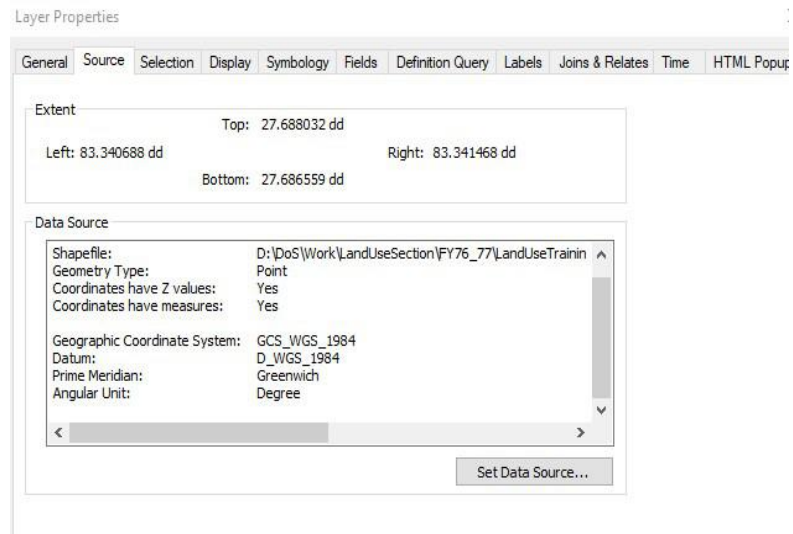 Layer Properties
General Source Selection Display Symbology Fields Definition Query Labels Joins & Relates Time HTML Popup
Extent
Top: 27.688032 dd
Left: 83.340688 dd Right: 83.341468 dd
Bottom: 27.686559 dd
Data Source
Shapefile: D:\DoS\Work\LandUseSection\FY76_77\LandUseTrainin
Geometry Type: Point
Coordinates have Z values: Yes
Coordinates have measures: Yes
Geographic Coordinate System: GCS_WGS_1984
Datum: D_WGS_1984
Prime Meridian: Greenwich
Angular Unit: Degree
Set Data Source...